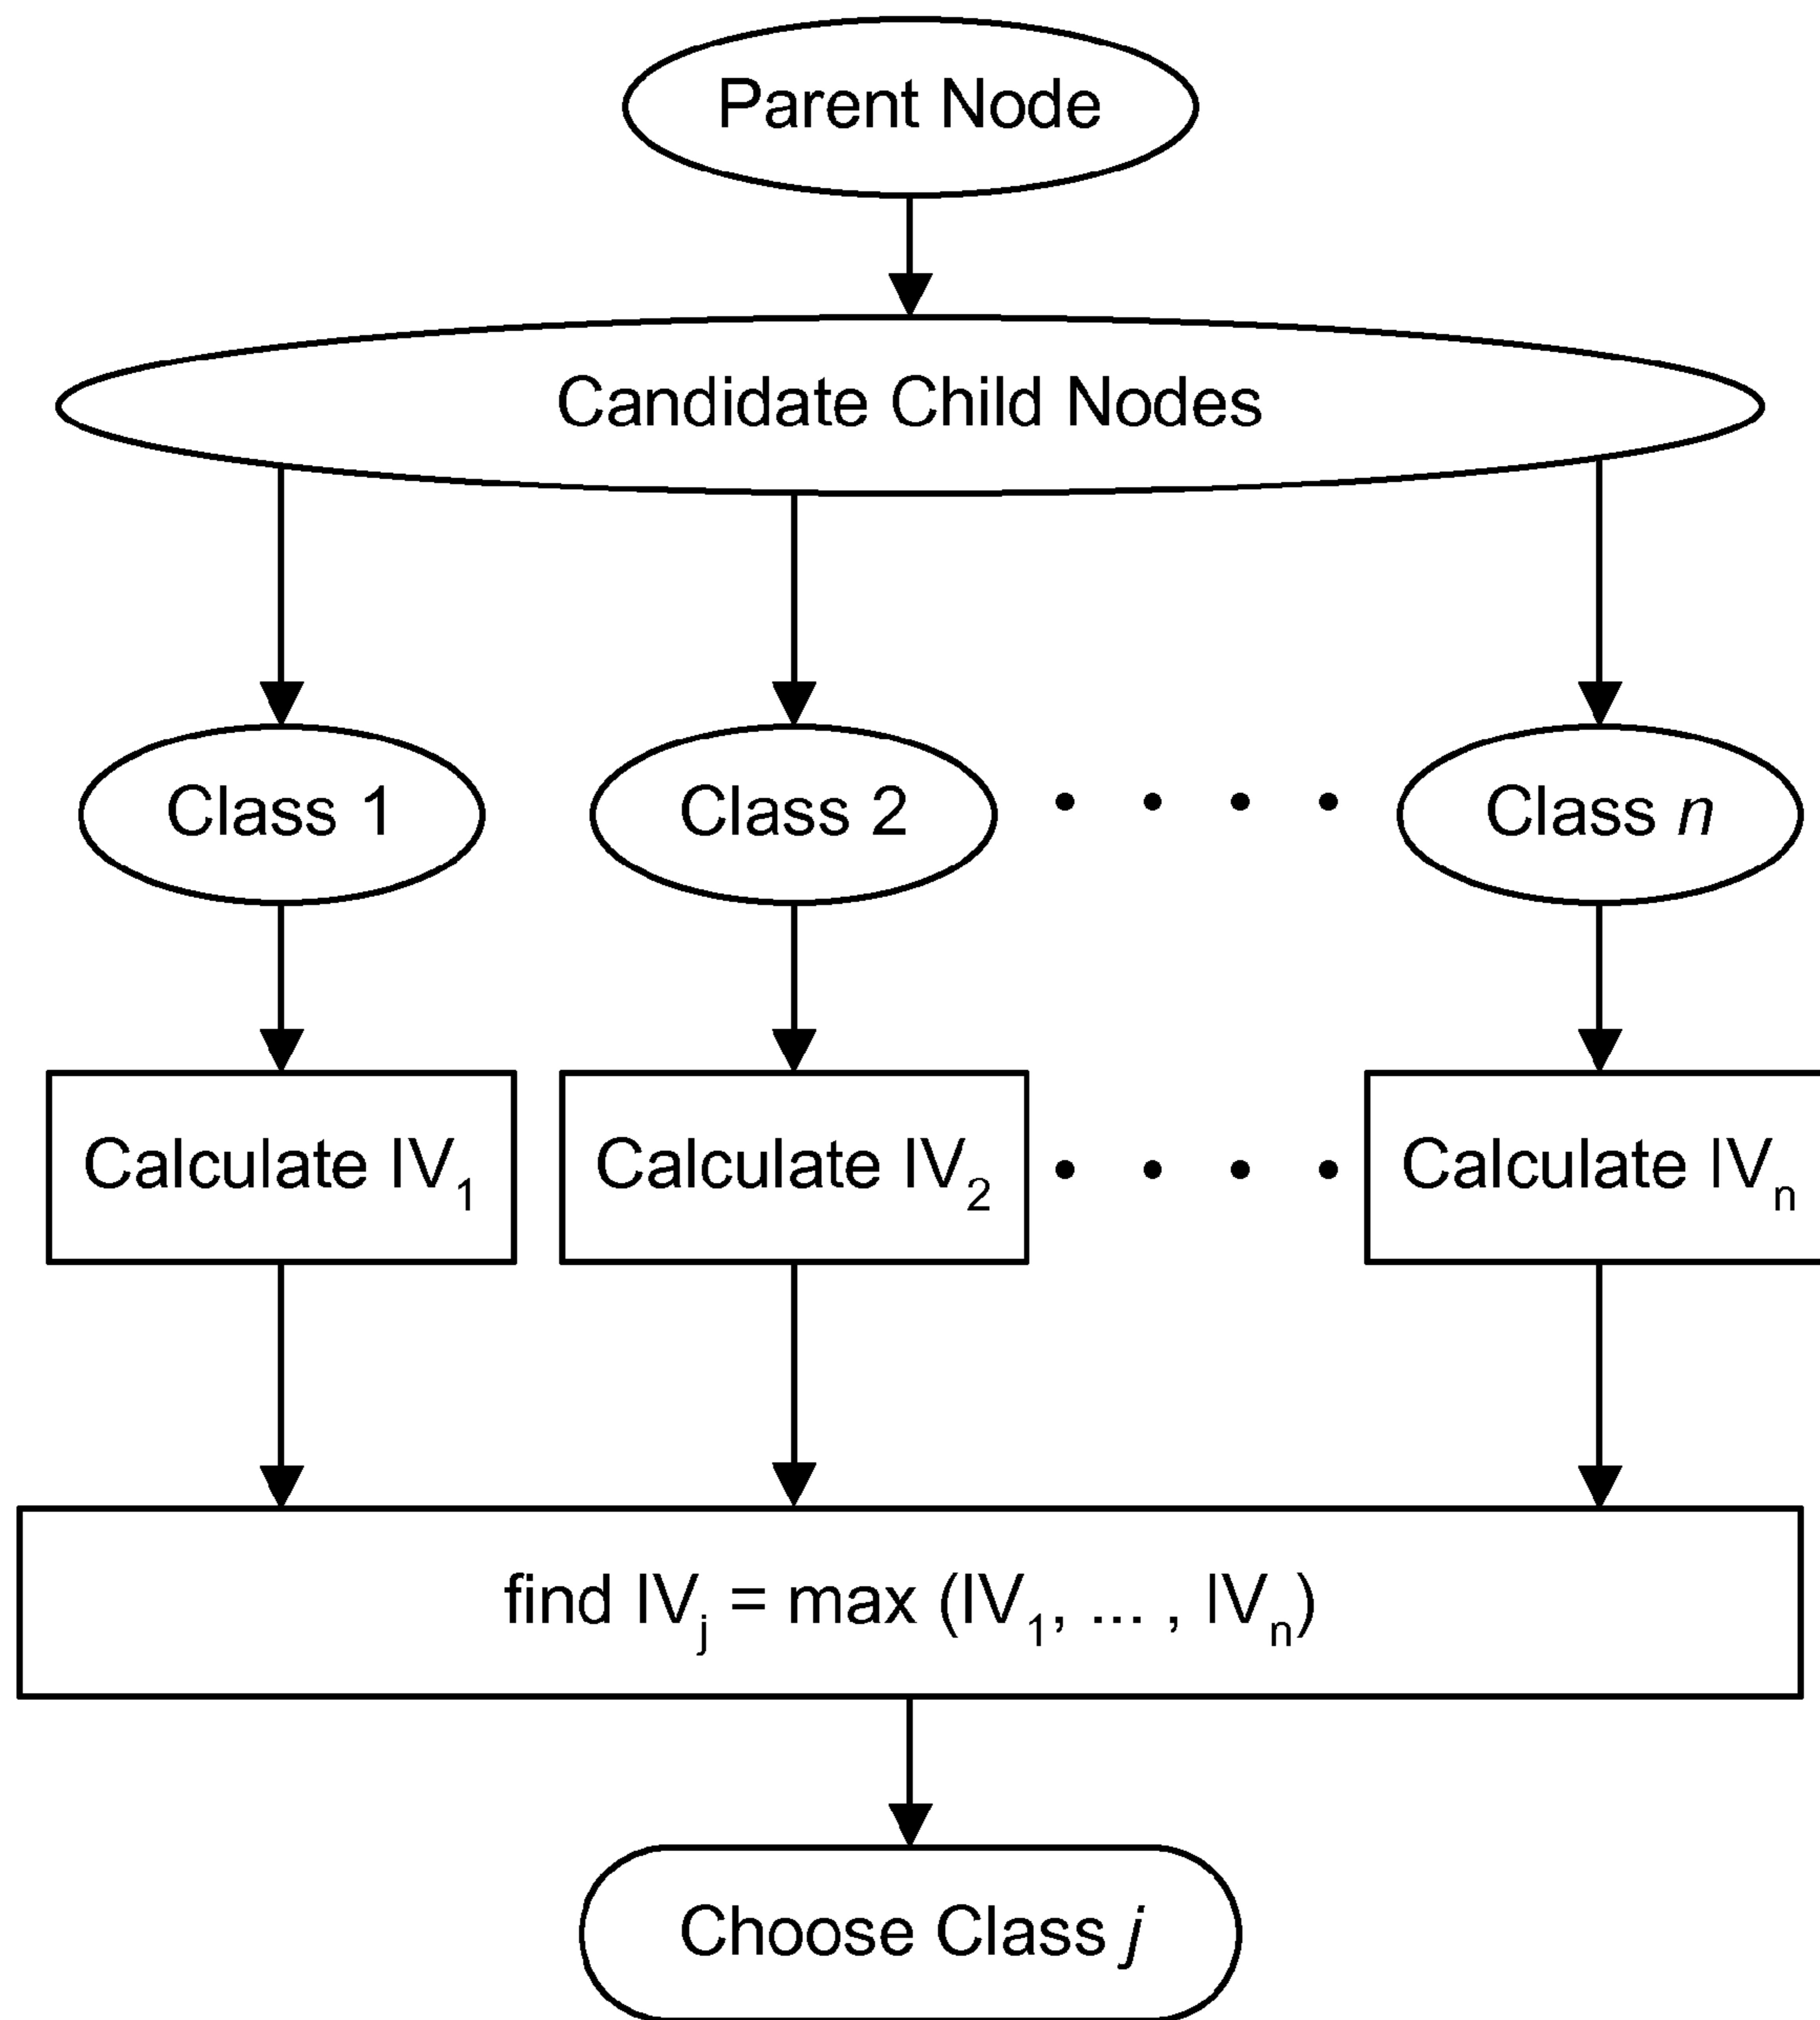 Parent Node
Candidate Child Nodes
Class 1
Class 2
. . . .
Class n
Calculate IV₁
Calculate IV₂
. . . .
Calculate IVₙ
find IVⱼ = max (IV₁, ... , IVₙ)
Choose Class j